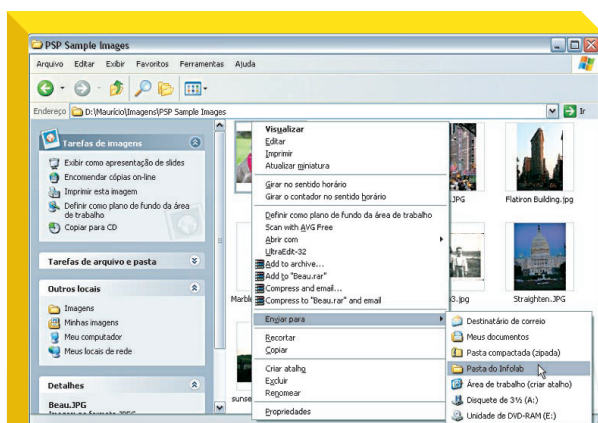 PSP Sample Images
Arquivo Editar Exibir Favoritos Ferramentas Ajuda
Endereço D:\Maurício\Imagens\PSP Sample Images Ir
Tarefas de imagens
Exibir como apresentação de slides
Encomendar cópias on-line
Imprimir esta imagem
Definir como plano de fundo da área
de trabalho
Copiar para CD
Tarefas de arquivo e pasta
Outros locais
Imagens
Minhas imagens
Meu computador
Meus locais de rede
Detalhes
Beau.JPG
Visualizar
Editar
Imprimir
Atualizar miniatura
Girar no sentido horário
Girar o contador no sentido horário
Definir como plano de fundo da área de trabalho
Scan with AVG Free
Abrir com
UltraEdit-32
Add to archive...
Add to "Beau.rar"
Compress and email...
Compress to "Beau.rar" and email
Enviar para
Recortar
Copiar
Criar atalho
Excluir
Renomear
Propriedades
.JPG
Flatiron Building.jpg
Marble
3.jpg
Straighten.JPG
sunse
Destinatário de correio
Meus documentos
Pasta compactada (zipada)
Pasta do Infolab
Área de trabalho (criar atalho)
Disquete de 3½ (A:)
Unidade de DVD-RAM (E:)